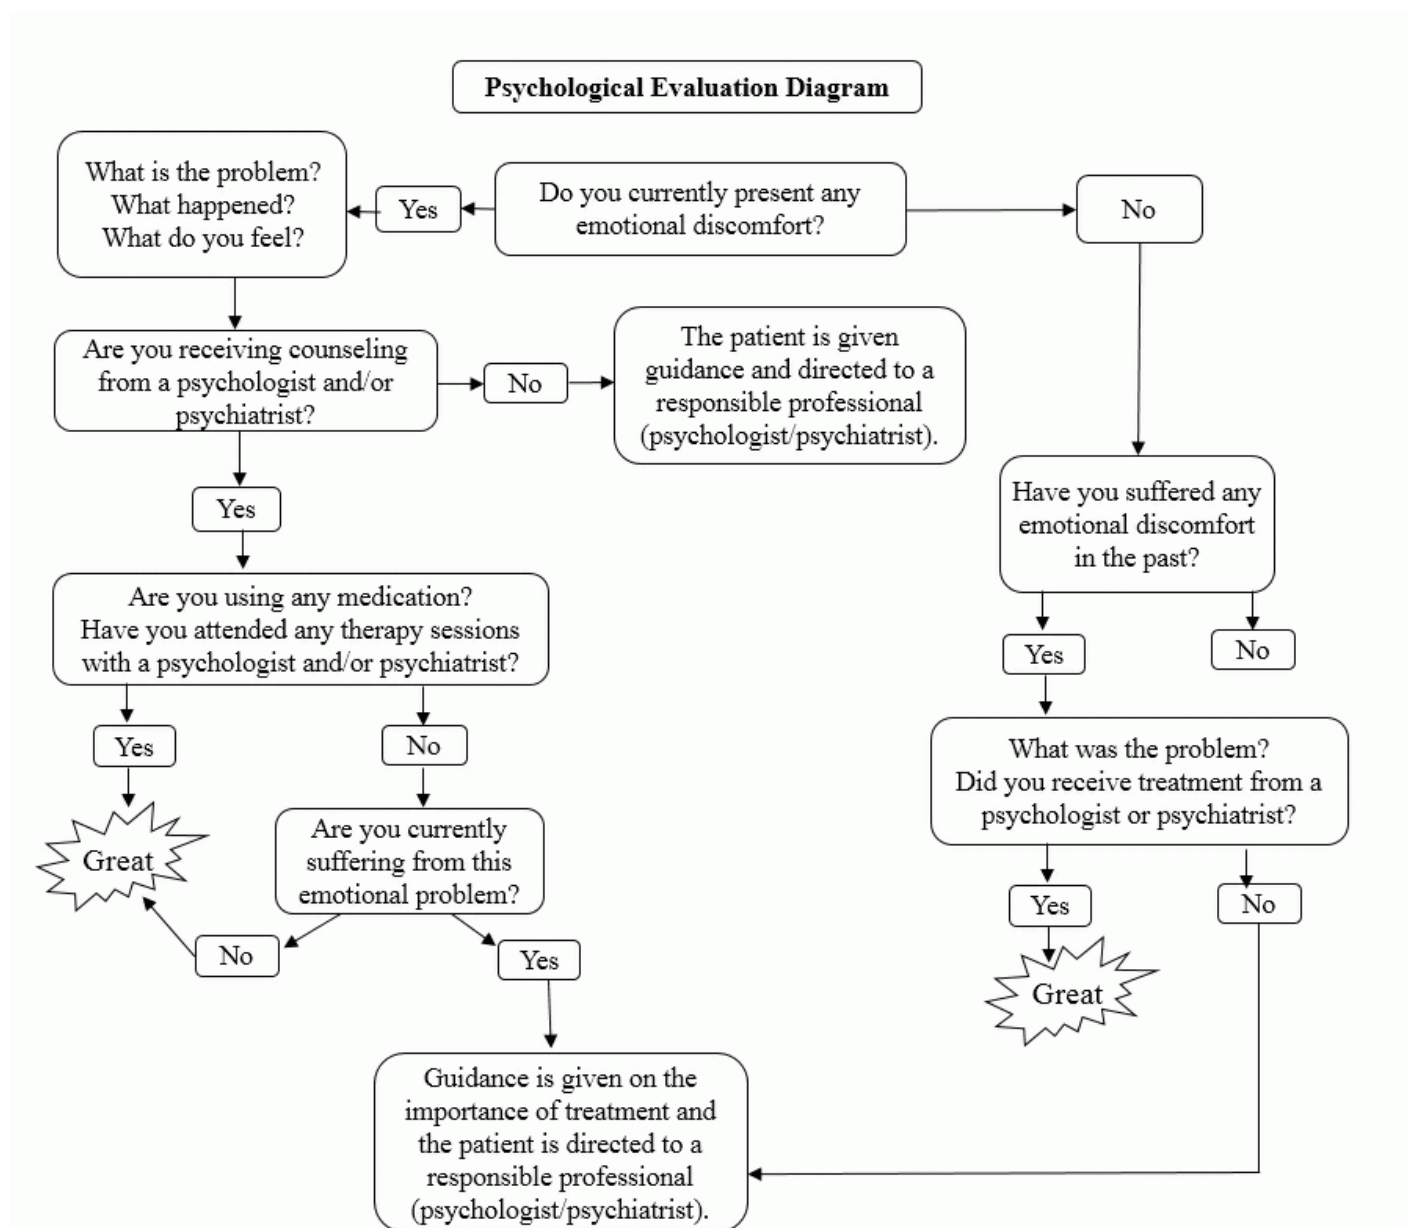 Psychological Evaluation Diagram
What is the problem?
What happened?
What do you feel?
Yes
Do you currently present any
emotional discomfort?
No
Are you receiving counseling
from a psychologist and/or
psychiatrist?
No
The patient is given
guidance and directed to a
responsible professional
(psychologist/psychiatrist).
Yes
Have you suffered any
emotional discomfort
in the past?
Are you using any medication?
Have you attended any therapy sessions
with a psychologist and/or psychiatrist?
Yes
No
Yes
No
What was the problem?
Did you receive treatment from a
psychologist or psychiatrist?
Great
Are you currently
suffering from this
emotional problem?
Yes
No
No
Yes
Great
Guidance is given on the
importance of treatment and
the patient is directed to a
responsible professional
(psychologist/psychiatrist).